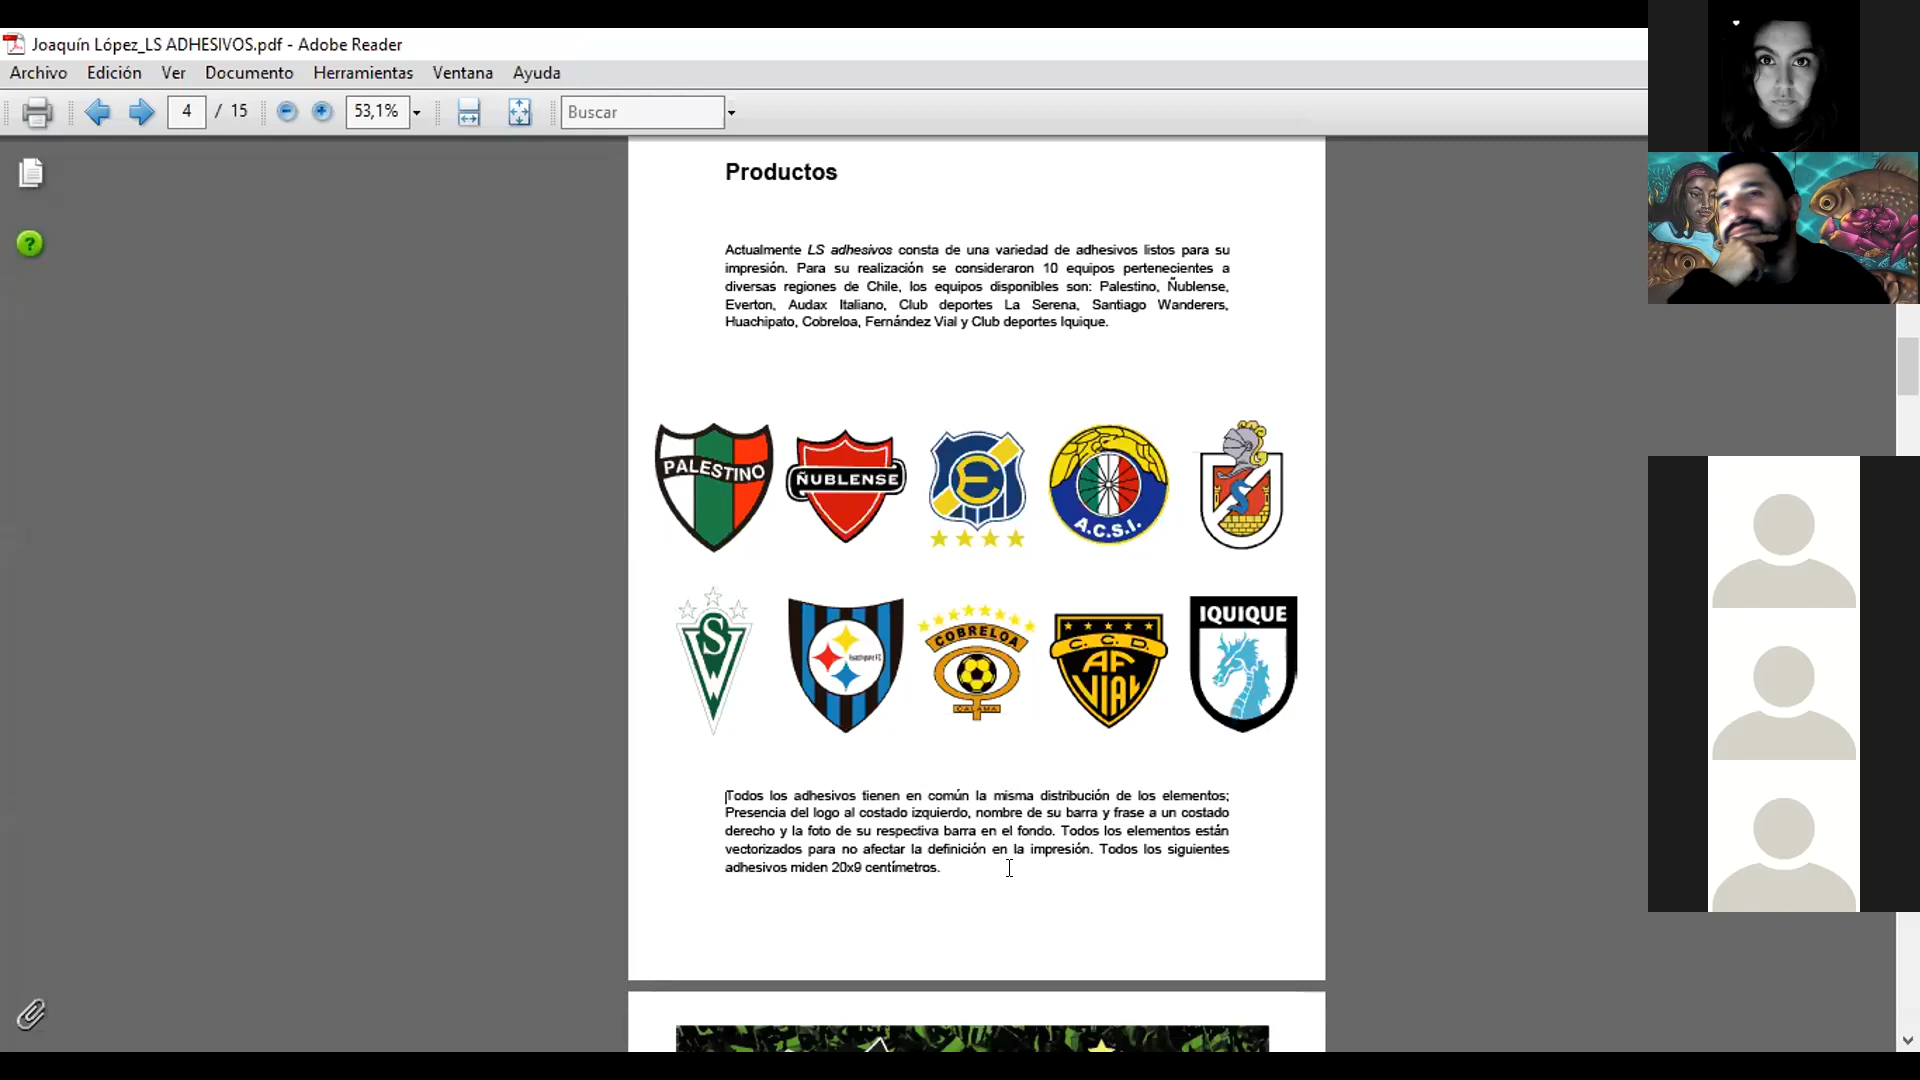 Joaquín López_LS ADHESIVOS.pdf - Adobe Reader
Archivo Edición Ver Documento Herramientas Ventana Ayuda
4 / 15 53,1% Buscar
Productos
Actualmente LS adhesivos consta de una variedad de adhesivos listos para su
impresión. Para su realización se consideraron 10 equipos pertenecientes a
diversas regiones de Chile, los equipos disponibles son: Palestino, Ñublense,
Everton, Audax Italiano, Club deportes La Serena, Santiago Wanderers,
Huachipato, Cobreloa, Fernández Vial y Club deportes Iquique.
PALESTINO
ÑUBLENSE
E
A.C.S.I.
S
W
Huachipato FC
COBRELOA
CALAMA
C. C. D.
AF
VIAL
IQUIQUE
Todos los adhesivos tienen en común la misma distribución de los elementos;
Presencia del logo al costado izquierdo, nombre de su barra y frase a un costado
derecho y la foto de su respectiva barra en el fondo. Todos los elementos están
vectorizados para no afectar la definición en la impresión. Todos los siguientes
adhesivos miden 20x9 centímetros.